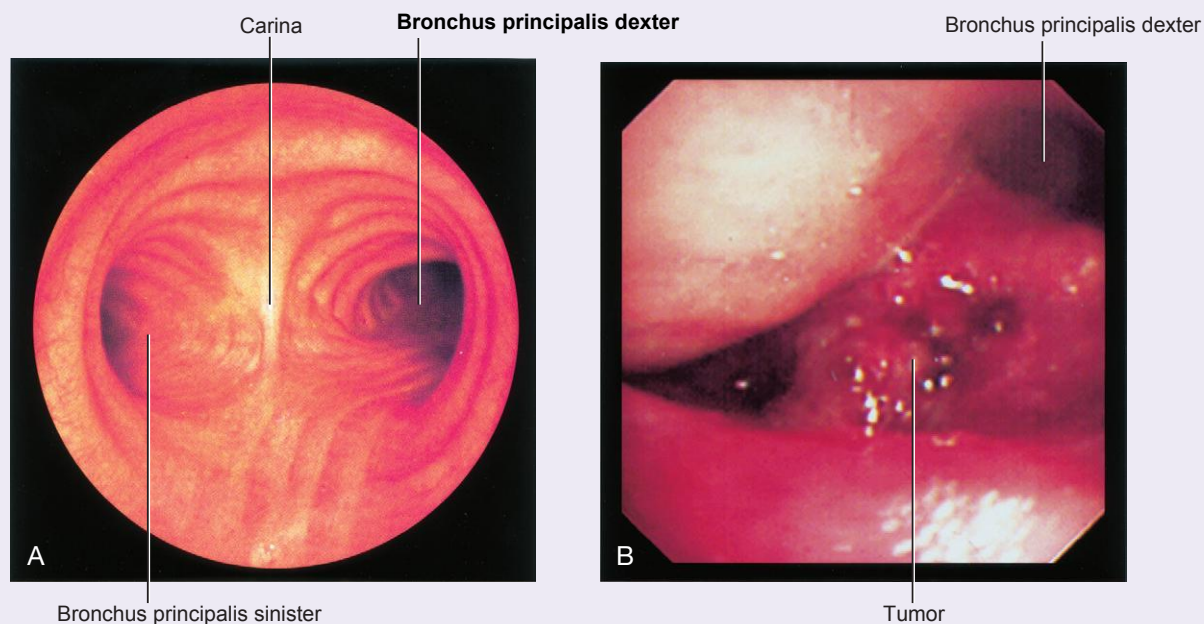 Carina
Bronchus principalis dexter
Bronchus principalis dexter
A
B
Bronchus principalis sinister
Tumor